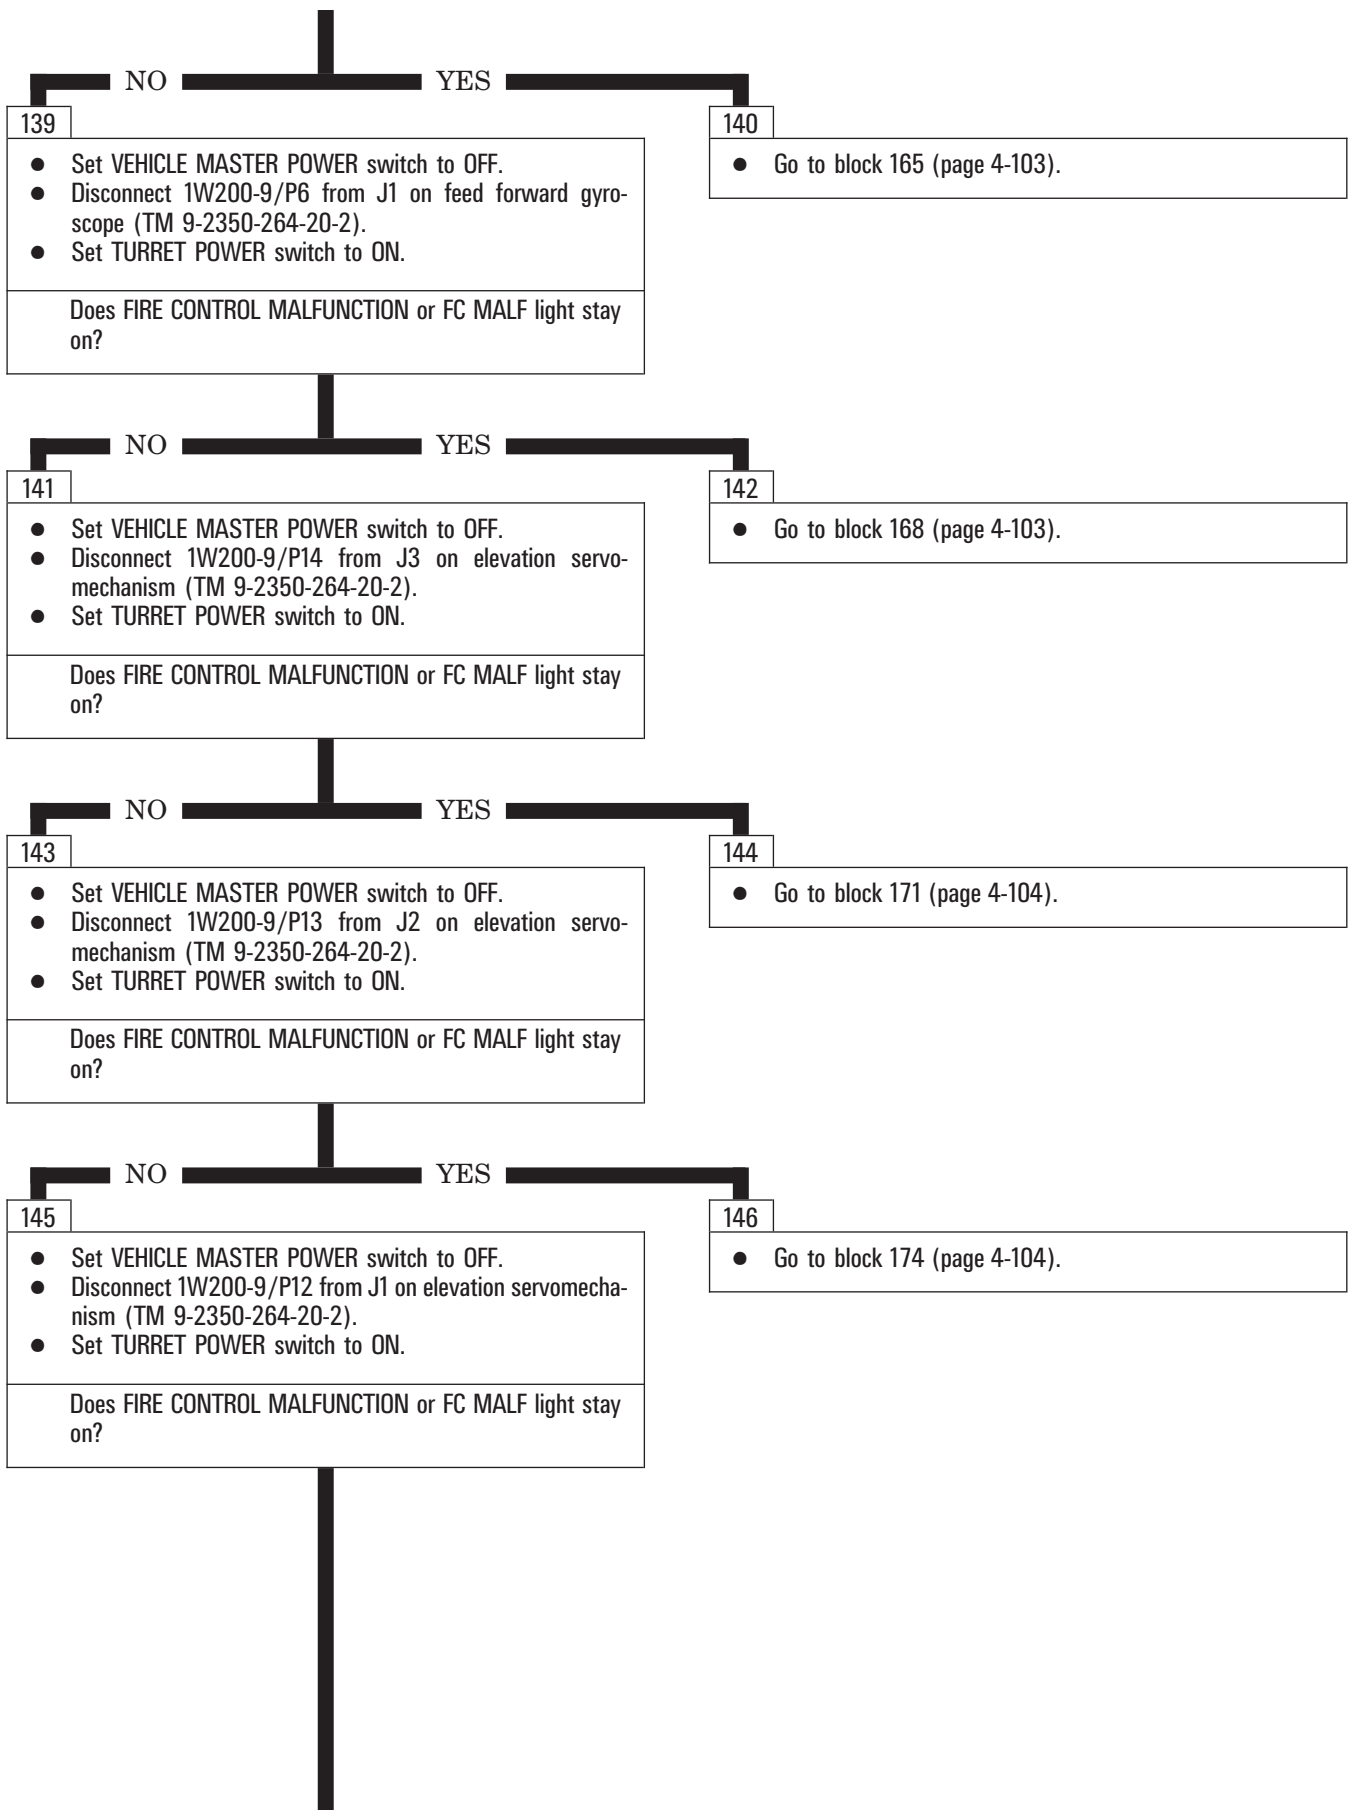 NO YES
139
● Set VEHICLE MASTER POWER switch to OFF.
● Disconnect 1W200-9/P6 from J1 on feed forward gyro-
scope (TM 9-2350-264-20-2).
● Set TURRET POWER switch to ON.
Does FIRE CONTROL MALFUNCTION or FC MALF light stay
on?
140
● Go to block 165 (page 4-103).
NO YES
141
● Set VEHICLE MASTER POWER switch to OFF.
● Disconnect 1W200-9/P14 from J3 on elevation servo-
mechanism (TM 9-2350-264-20-2).
● Set TURRET POWER switch to ON.
Does FIRE CONTROL MALFUNCTION or FC MALF light stay
on?
142
● Go to block 168 (page 4-103).
NO YES
143
● Set VEHICLE MASTER POWER switch to OFF.
● Disconnect 1W200-9/P13 from J2 on elevation servo-
mechanism (TM 9-2350-264-20-2).
● Set TURRET POWER switch to ON.
Does FIRE CONTROL MALFUNCTION or FC MALF light stay
on?
144
● Go to block 171 (page 4-104).
NO YES
145
● Set VEHICLE MASTER POWER switch to OFF.
● Disconnect 1W200-9/P12 from J1 on elevation servomecha-
nism (TM 9-2350-264-20-2).
● Set TURRET POWER switch to ON.
Does FIRE CONTROL MALFUNCTION or FC MALF light stay
on?
146
● Go to block 174 (page 4-104).